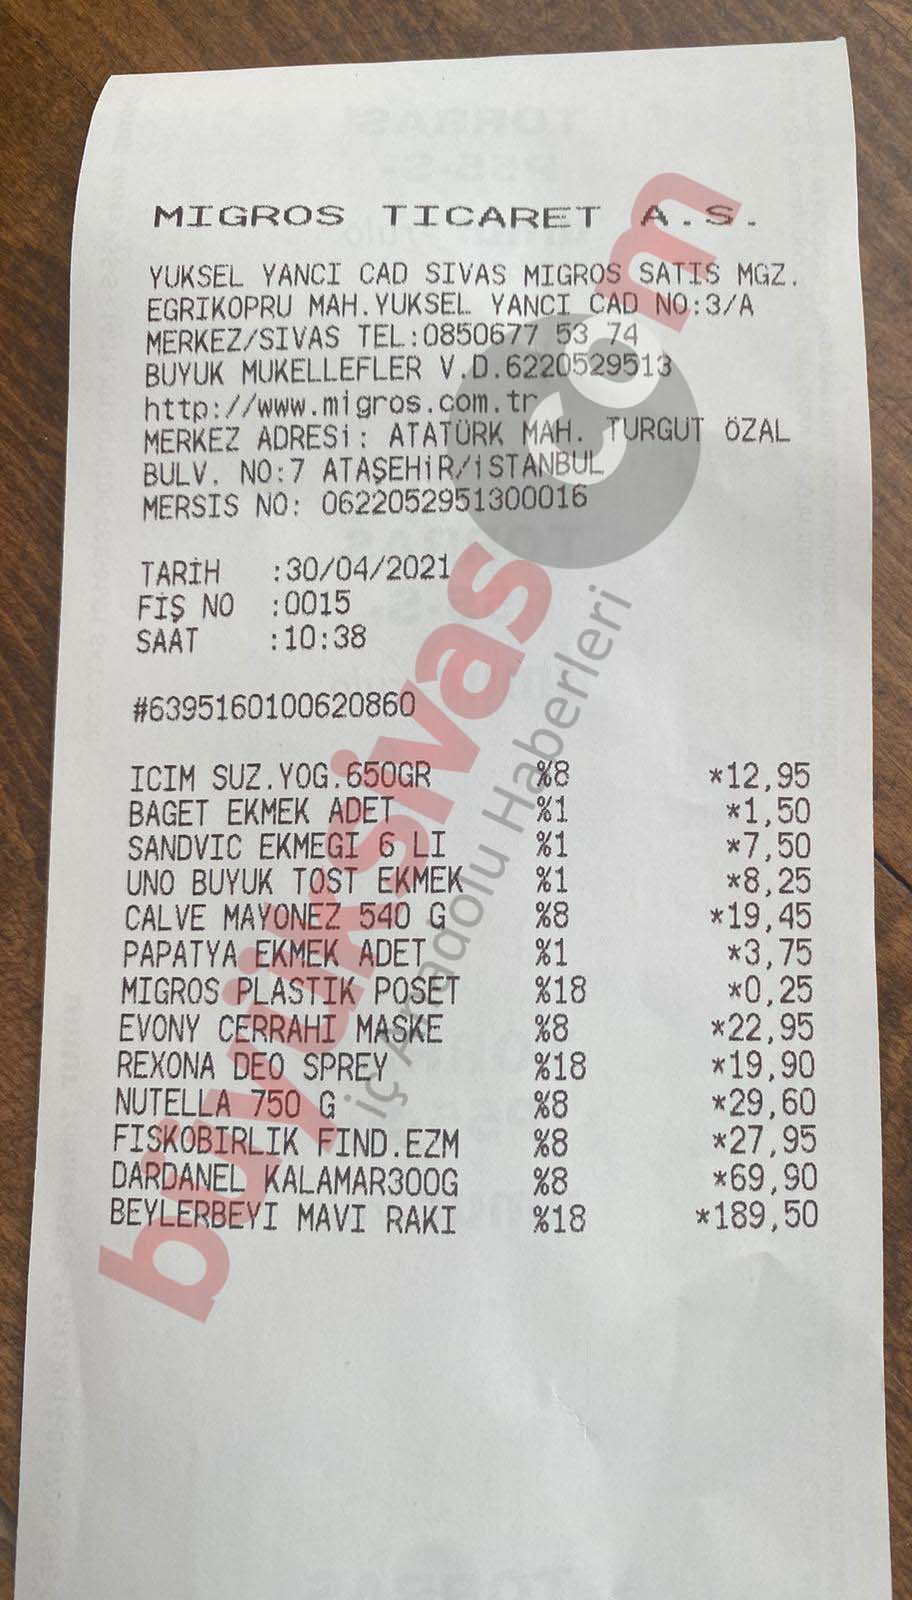 MIGROS TICARET A.S.
YUKSEL YANCI CAD SIVAS MIGROS SATIS MGZ.
EGRIKOPRU MAH.YUKSEL YANCI CAD NO:3/A
MERKEZ/SIVAS TEL:0850677 53 74
BUYUK MUKELLEFLER V.D.6220529513
http://www.migros.com.tr
MERKEZ ADRESİ: ATATÜRK MAH. TURGUT ÖZAL
BULV. NO:7 ATAŞEHİR/İSTANBUL
MERSIS NO: 0622052951300016
TARİH :30/04/2021
FİŞ NO :0015
SAAT :10:38
#6395160100620860
ICIM SUZ.YOG.650GR %8 *12,95
BAGET EKMEK ADET %1 *1,50
SANDVIC EKMEGI 6 LI %1 *7,50
UNO BUYUK TOST EKMEK %1 *8,25
CALVE MAYONEZ 540 G %8 *19,45
PAPATYA EKMEK ADET %1 *3,75
MIGROS PLASTIK POSET %18 *0,25
EVONY CERRAHI MASKE %8 *22,95
REXONA DEO SPREY %18 *19,90
NUTELLA 750 G %8 *29,60
FISKOBIRLIK FIND.EZM %8 *27,95
DARDANEL KALAMAR300G %8 *69,90
BEYLERBEYI MAVI RAKI %18 *189,50
büyüksivas.com
İç Anadolu Haberleri